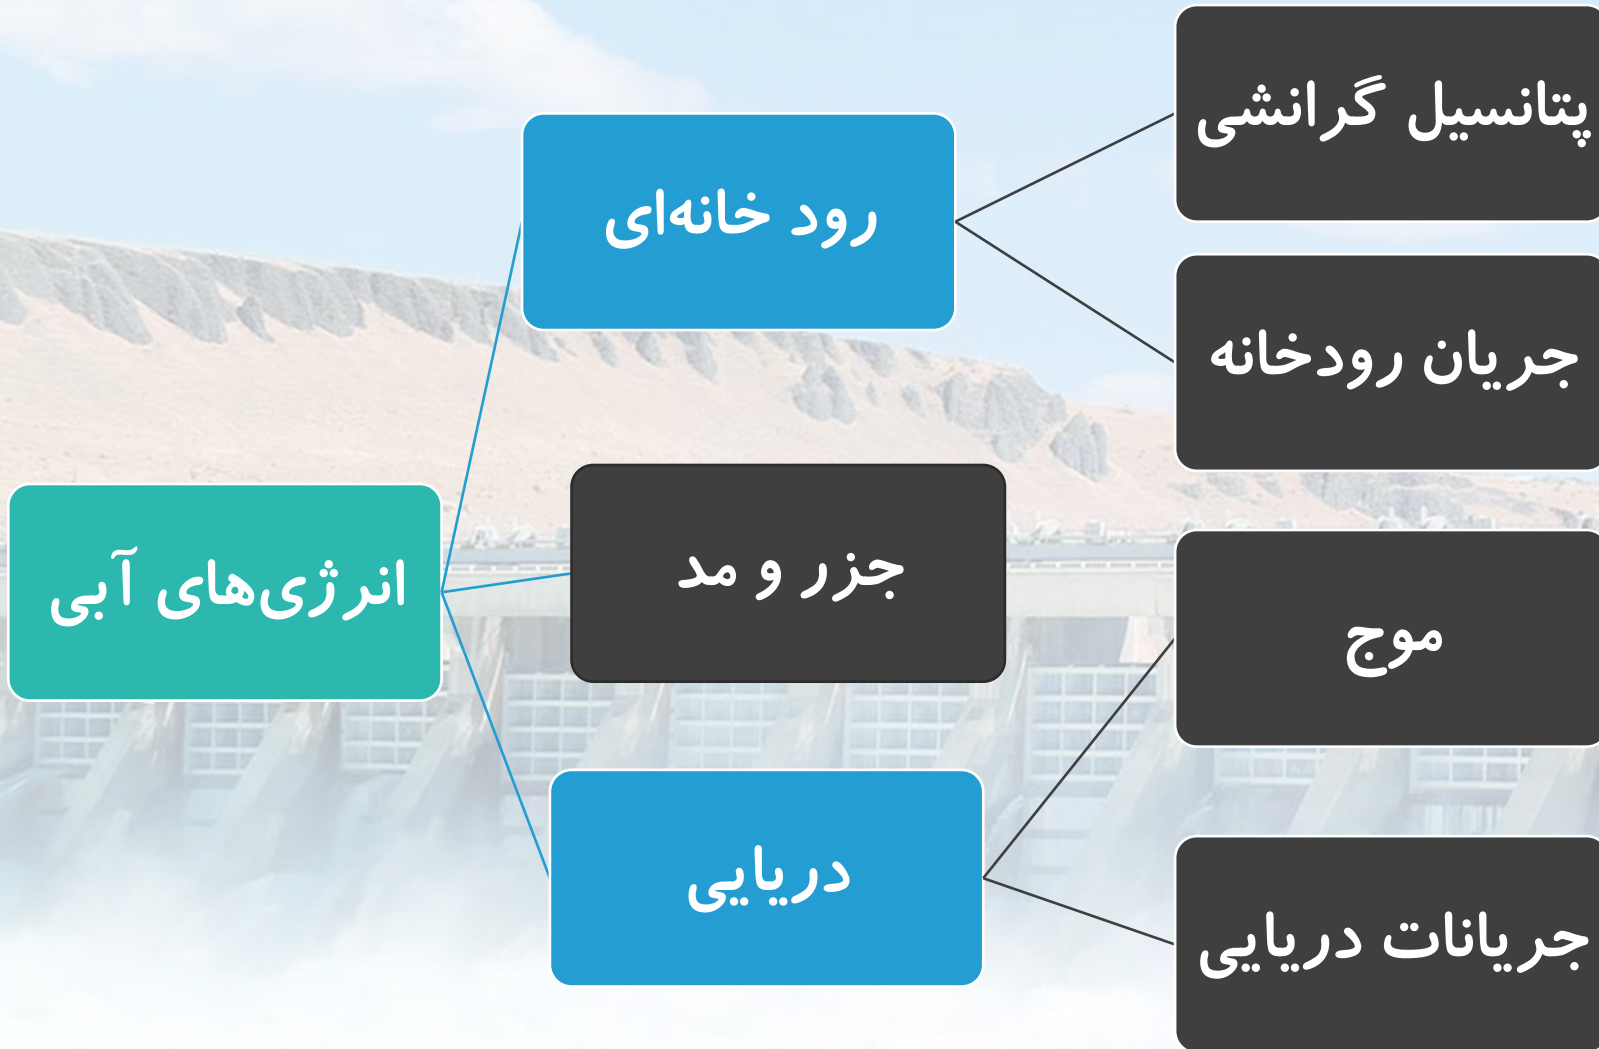 انرژی‌های آبی
رود خانه‌ای
پتانسیل گرانشی
جریان رودخانه
جزر و مد
دریایی
موج
جریانات دریایی